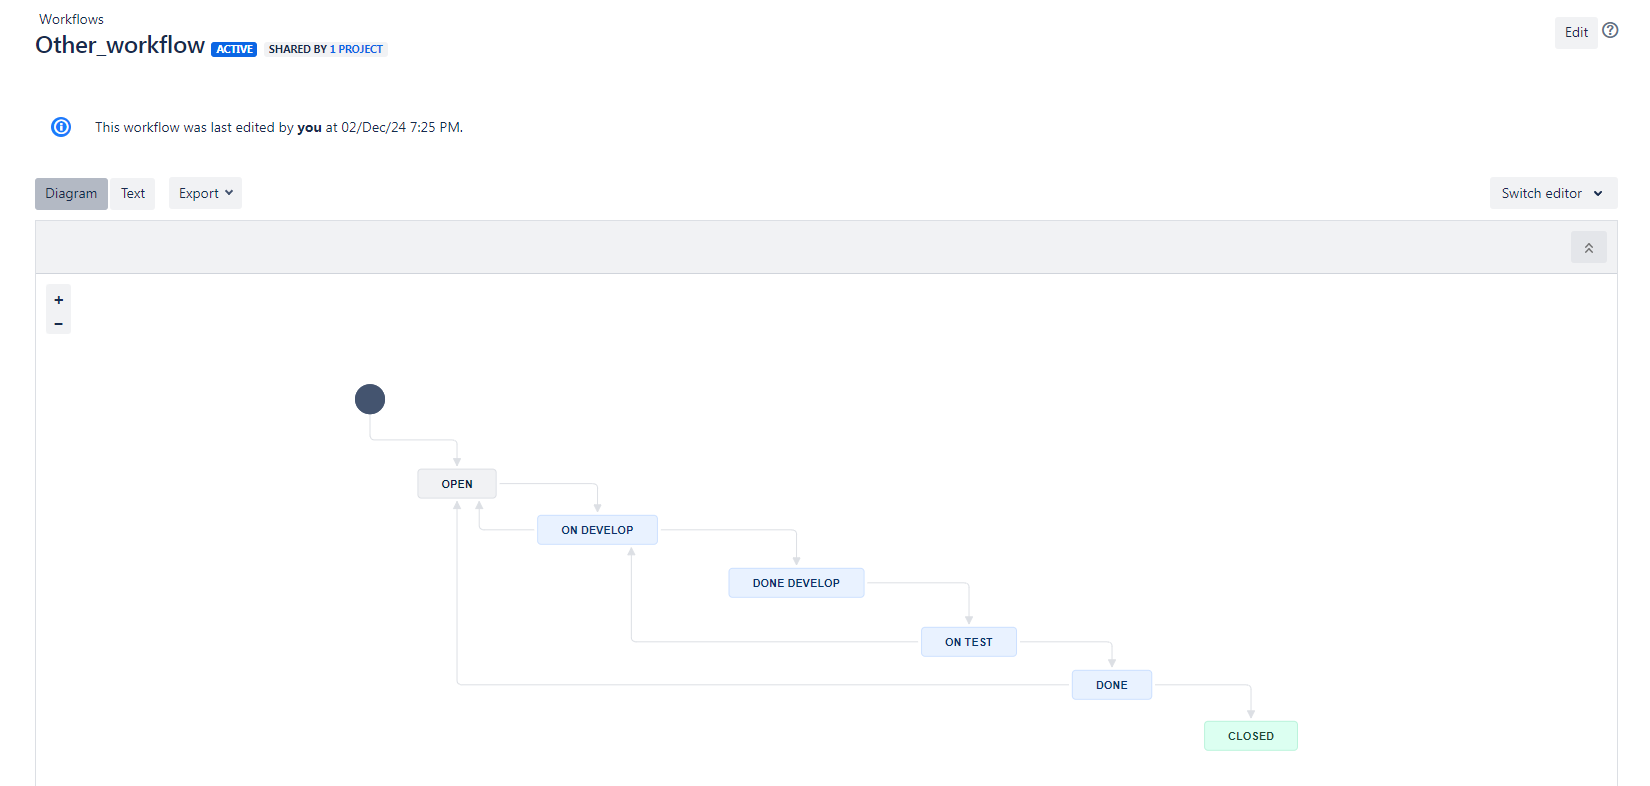 Workflows
Other_workflow ACTIVE SHARED BY 1 PROJECT
Edit
This workflow was last edited by you at 02/Dec/24 7:25 PM.
Diagram Text Export
Switch editor
+
−
OPEN
ON DEVELOP
DONE DEVELOP
ON TEST
DONE
CLOSED